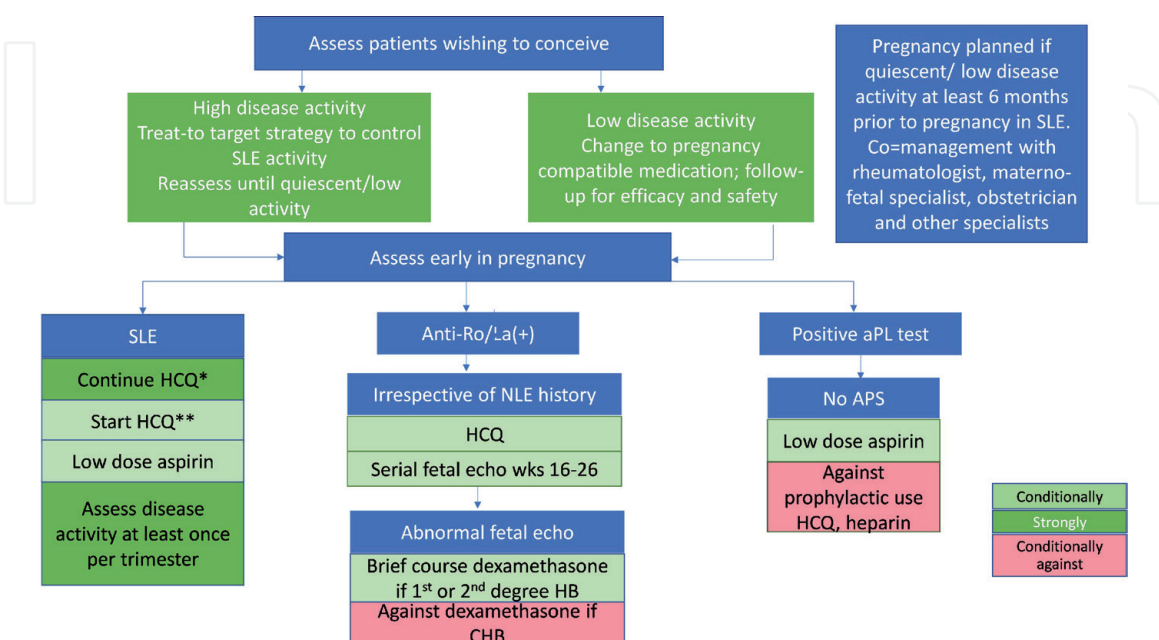 Assess patients wishing to conceive
Pregnancy planned if
quiescent/ low disease
activity at least 6 months
prior to pregnancy in SLE.
Co=management with
rheumatologist, materno-
fetal specialist, obstetrician
and other specialists
High disease activity
Treat-to target strategy to control
SLE activity
Reassess until quiescent/low
activity
Low disease activity
Change to pregnancy
compatible medication; follow-
up for efficacy and safety
Assess early in pregnancy
SLE
Continue HCQ*
Start HCQ**
Low dose aspirin
Assess disease
activity at least once
per trimester
Anti-Ro/La(+)
Irrespective of NLE history
HCQ
Serial fetal echo wks 16-26
Abnormal fetal echo
Brief course dexamethasone
if 1st or 2nd degree HB
Against dexamethasone if
CHB
Positive aPL test
No APS
Low dose aspirin
Against
prophylactic use
HCQ, heparin
Conditionally
Strongly
Conditionally
against